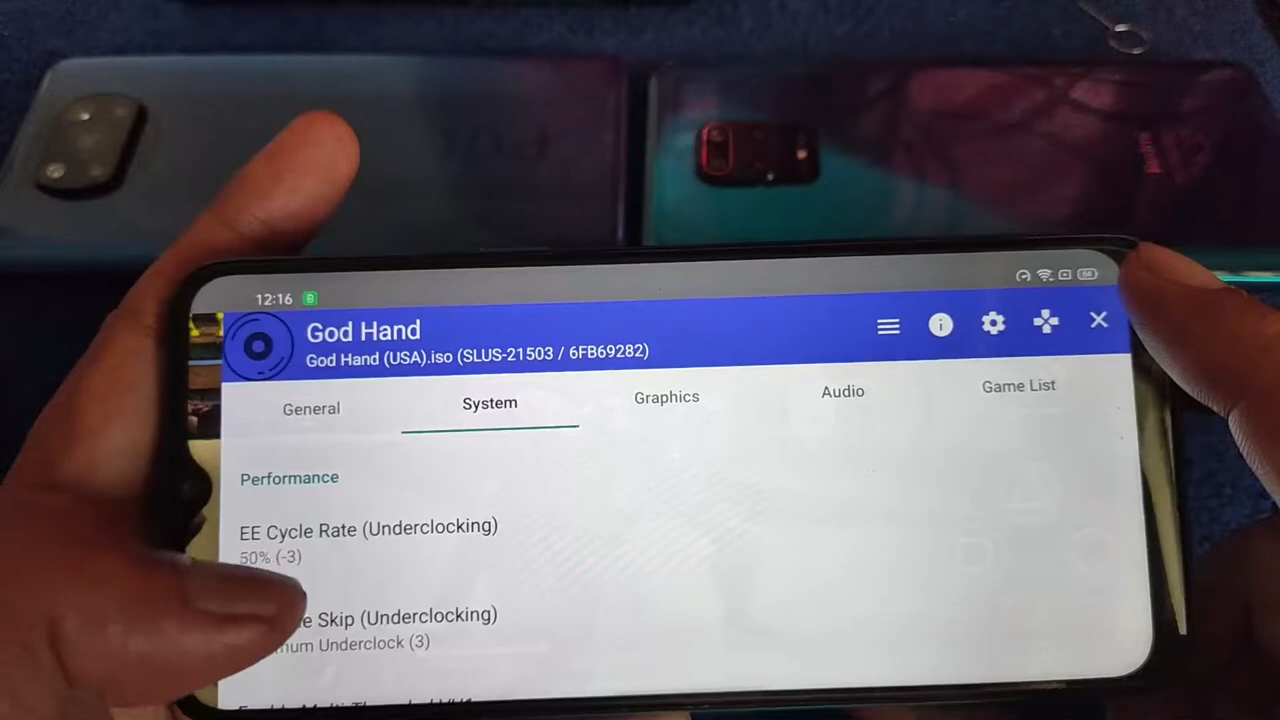 12:16
54
God Hand
God Hand (USA).iso (SLUS-21503 / 6FB69282)
General
System
Graphics
Audio
Game List
Performance
EE Cycle Rate (Underclocking)
50% (-3)
Skip (Underclocking)
Underclock (3)